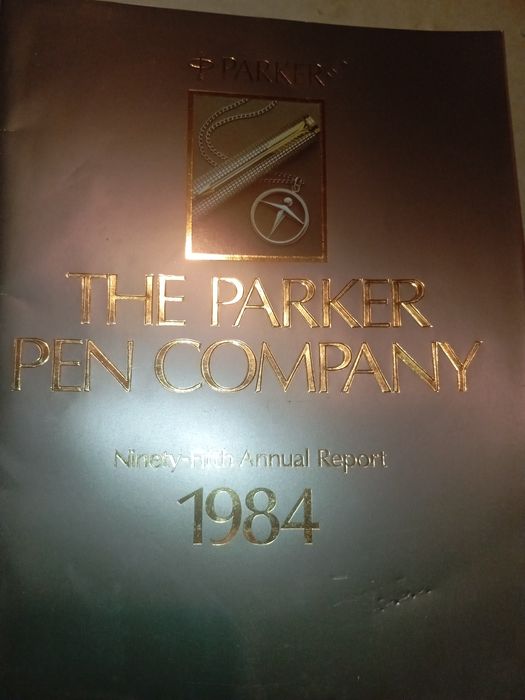 PARKER
THE PARKER
PEN COMPANY
Ninety-Fifth Annual Report
1984